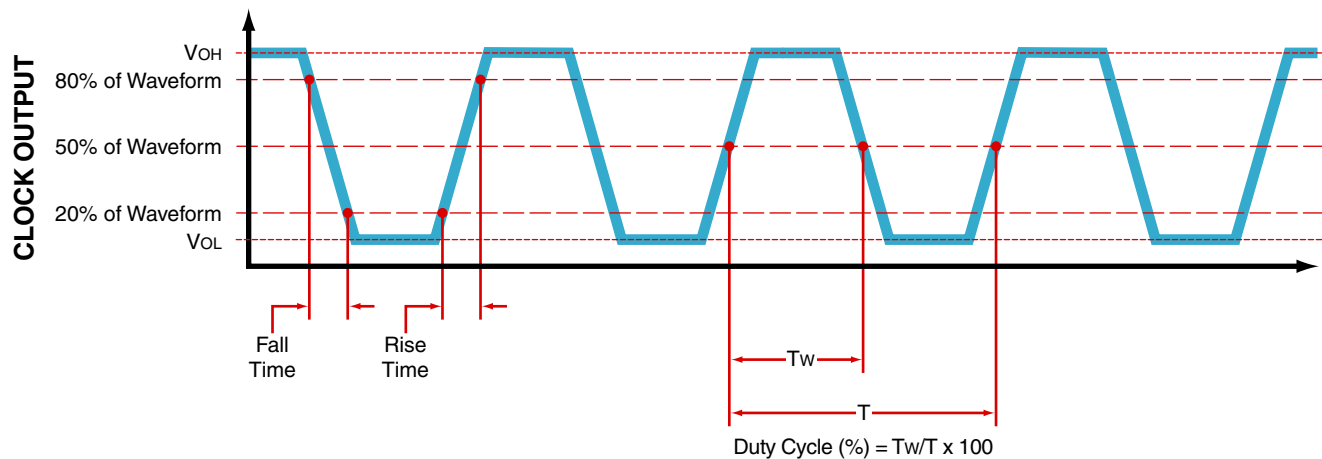 CLOCK OUTPUT
VOH
80% of Waveform
50% of Waveform
20% of Waveform
VOL
Fall
Time
Rise
Time
TW
T
Duty Cycle (%) = TW/T x 100